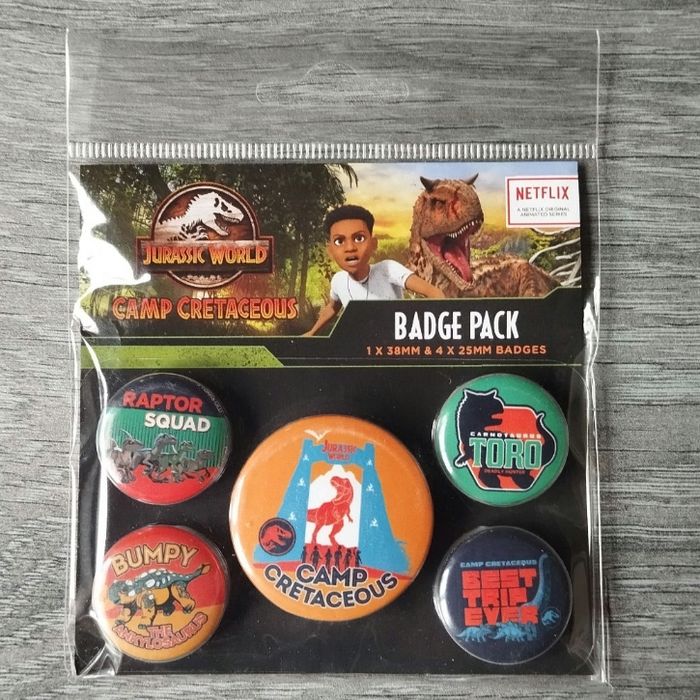 NETFLIX
A NETFLIX ORIGINAL
ANIMATED SERIES
JURASSIC WORLD
CAMP CRETACEOUS
BADGE PACK
1 X 38MM & 4 X 25MM BADGES
RAPTOR
SQUAD
JURASSIC
WORLD
CAMP
CRETACEOUS
CARNOTAURUS
TORO
DEADLY HUNTER
BUMPY
THE
ANKYLOSAURUS
CAMP CRETACEOUS
BEST
TRIP
EVER